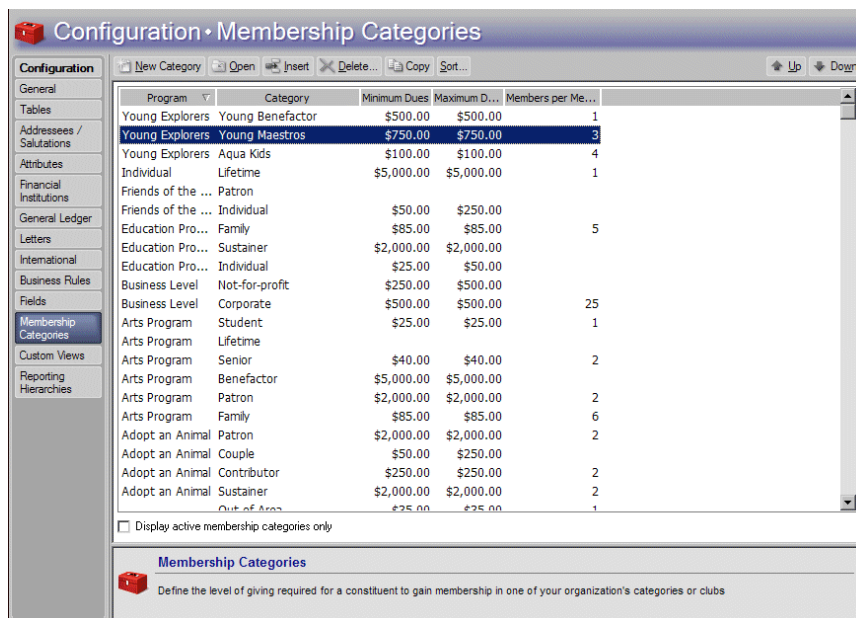 Configuration · Membership Categories
Configuration
General
Tables
Addressees /
Salutations
Attributes
Financial
Institutions
General Ledger
Letters
International
Business Rules
Fields
Membership
Categories
Custom Views
Reporting
Hierarchies
New Category Open Insert Delete... Copy Sort... Up Down
Program Category Minimum Dues Maximum D... Members per Me...
Young Explorers Young Benefactor $500.00 $500.00 1
Young Explorers Young Maestros $750.00 $750.00 3
Young Explorers Aqua Kids $100.00 $100.00 4
Individual Lifetime $5,000.00 $5,000.00 1
Friends of the ... Patron
Friends of the ... Individual $50.00 $250.00
Education Pro... Family $85.00 $85.00 5
Education Pro... Sustainer $2,000.00 $2,000.00
Education Pro... Individual $25.00 $50.00
Business Level Not-for-profit $250.00 $500.00
Business Level Corporate $500.00 $500.00 25
Arts Program Student $25.00 $25.00 1
Arts Program Lifetime
Arts Program Senior $40.00 $40.00 2
Arts Program Benefactor $5,000.00 $5,000.00
Arts Program Patron $2,000.00 $2,000.00 2
Arts Program Family $85.00 $85.00 6
Adopt an Animal Patron $2,000.00 $2,000.00 2
Adopt an Animal Couple $50.00 $250.00
Adopt an Animal Contributor $250.00 $250.00 2
Adopt an Animal Sustainer $2,000.00 $2,000.00 2
Out of Area $35.00 $35.00 1
Display active membership categories only
Membership Categories
Define the level of giving required for a constituent to gain membership in one of your organization's categories or clubs